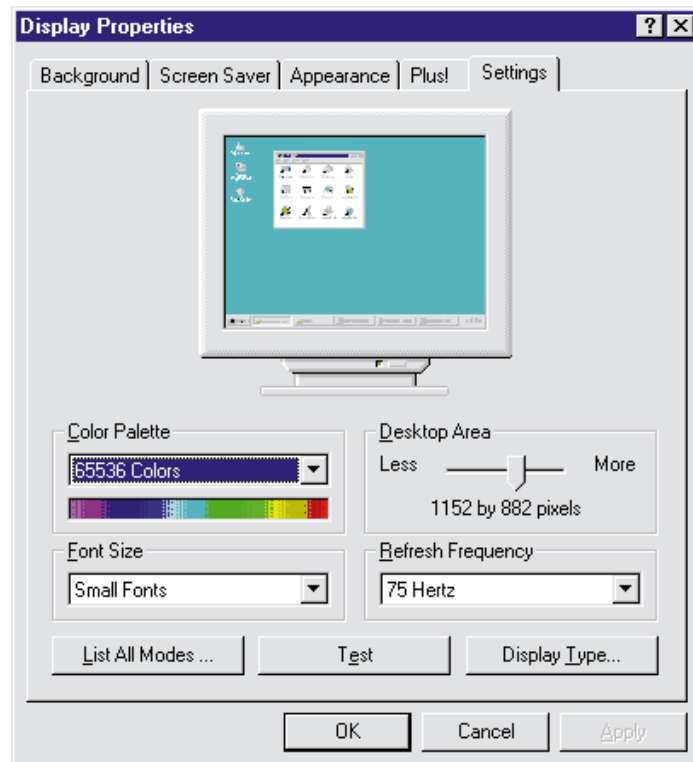 Display Properties ? X
Background Screen Saver Appearance Plus! Settings
Color Palette
65536 Colors
Desktop Area
Less More
1152 by 882 pixels
Font Size
Small Fonts
Refresh Frequency
75 Hertz
List All Modes ... Test Display Type...
OK Cancel Apply